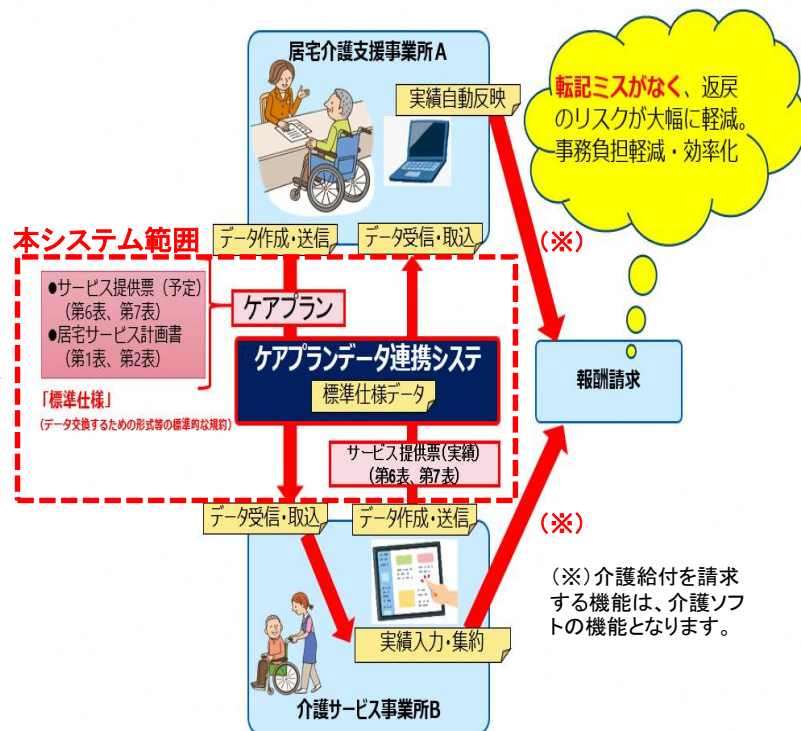 居宅介護支援事業所A
実績自動反映
転記ミスがなく、返戻
のリスクが大幅に軽減。
事務負担軽減・効率化
データ作成・送信
データ受信・取込
(※)
本システム範囲
●サービス提供票（予定）
(第6表、第7表)
●居宅サービス計画書
(第1表、第2表)
ケアプラン
「標準仕様」
(データ交換するための形式等の標準的な規約)
ケアプランデータ連携システ
標準仕様データ
報酬請求
サービス提供票(実績)
(第6表、第7表)
データ受信・取込
データ作成・送信
(※)
実績入力・集約
介護サービス事業所B
(※)介護給付を請求
する機能は、介護ソフ
トの機能となります。